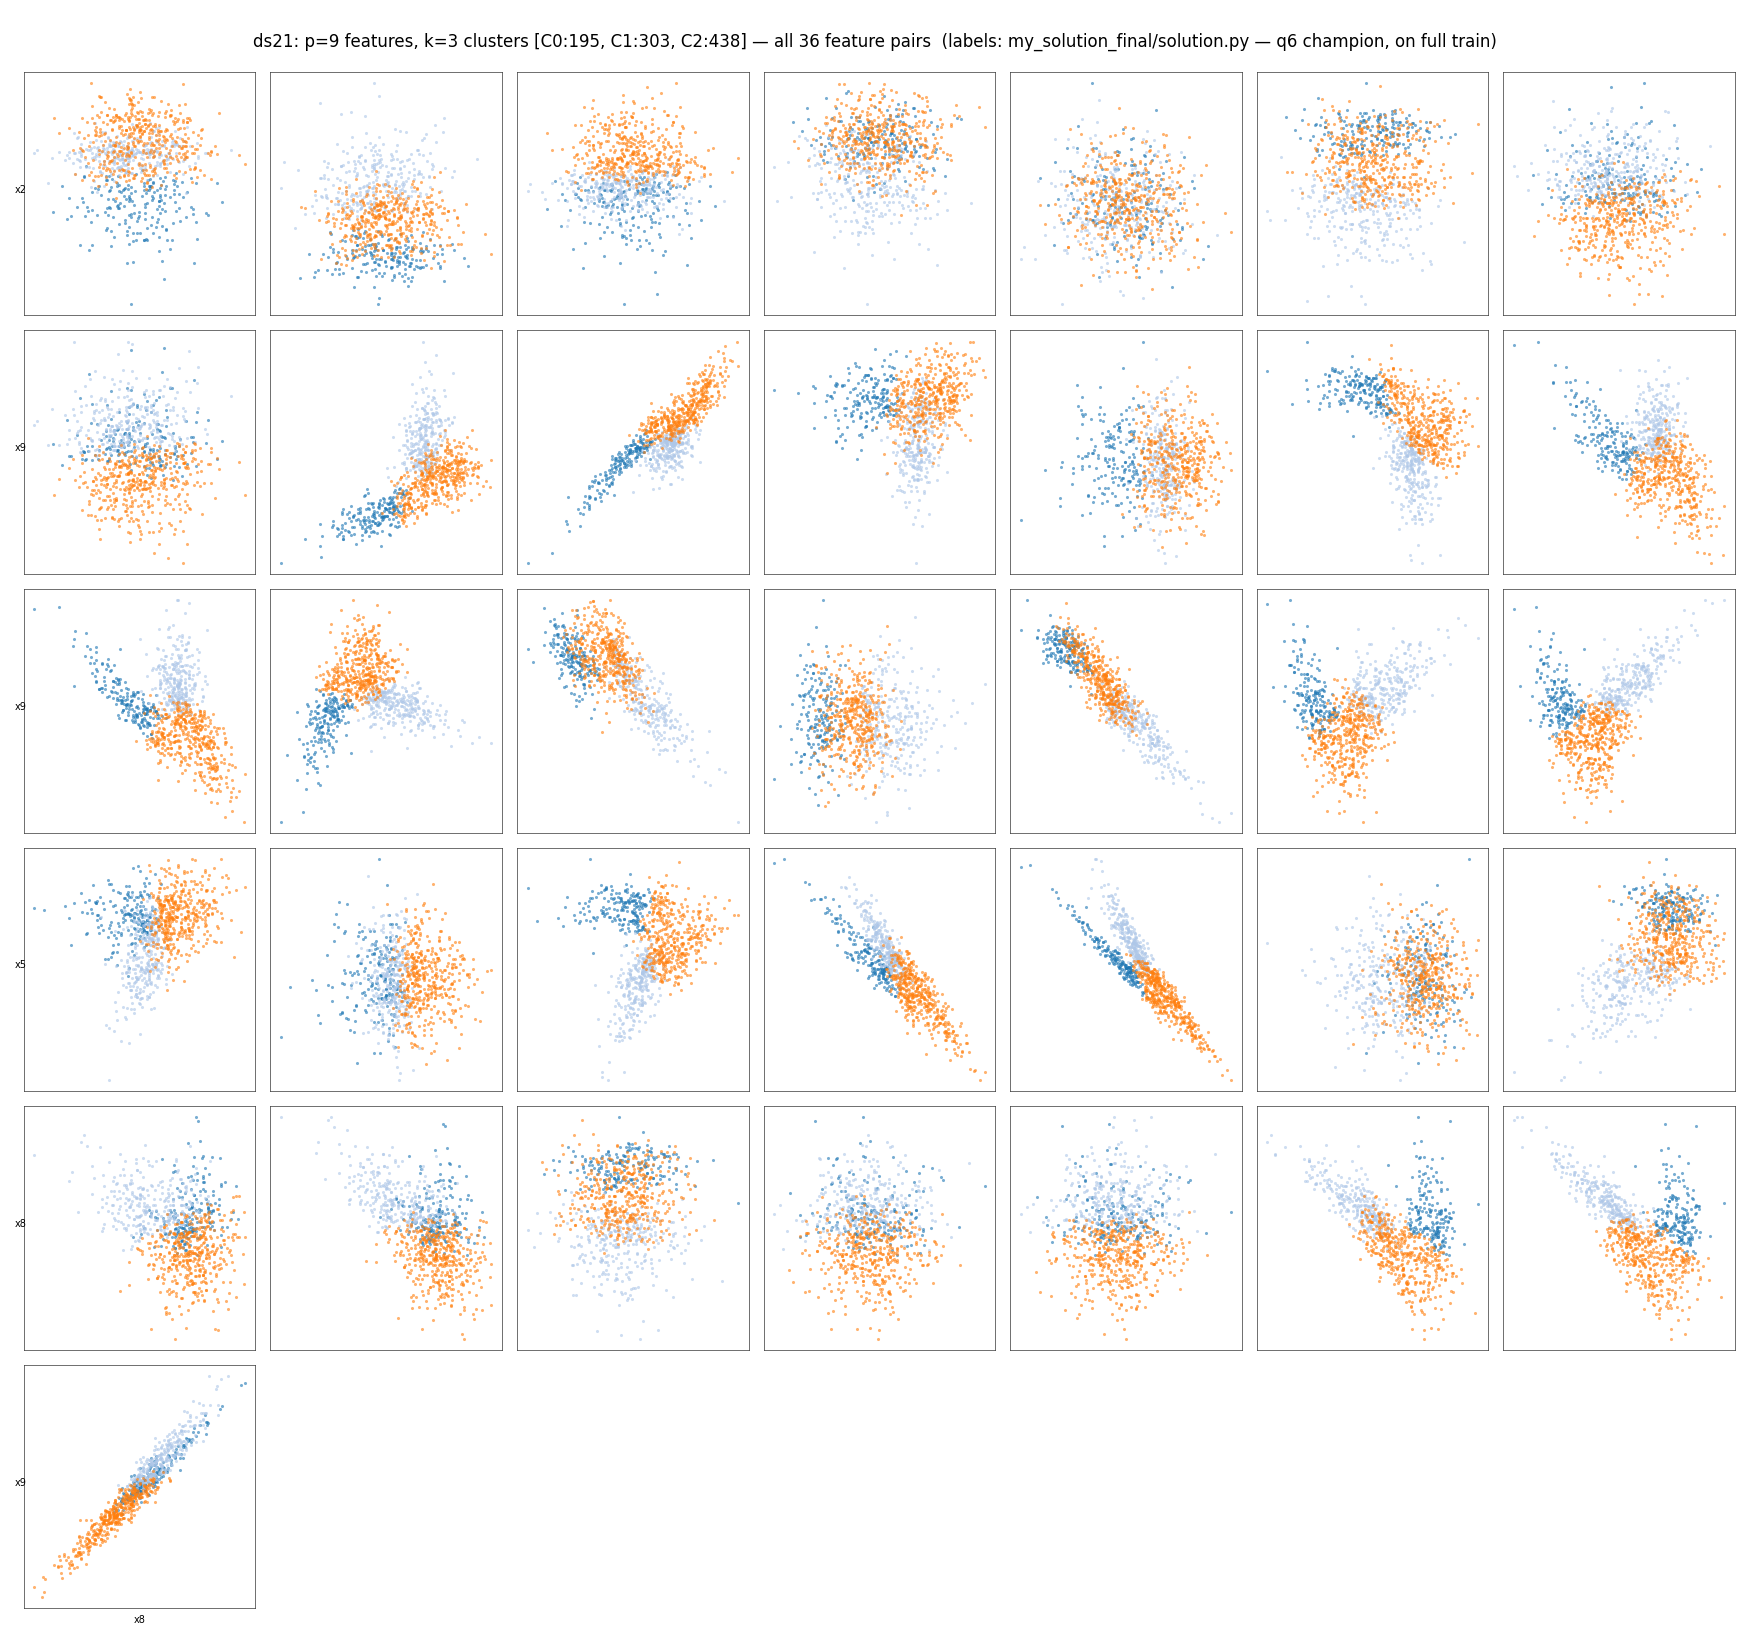 ds21: p=9 features, k=3 clusters [C0:195, C1:303, C2:438] — all 36 feature pairs  (labels: my_solution_final/solution.py — q6 champion, on full train)
x2
x9
x9
x5
x8
x9
x8